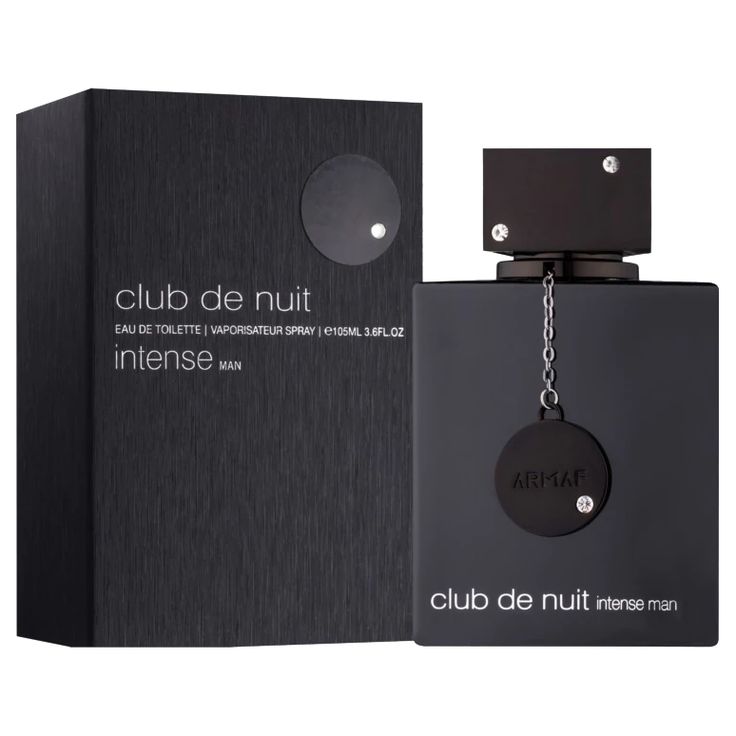 club de nuit
EAU DE TOILETTE | VAPORISATEUR SPRAY | ℮105ML 3.6FL.OZ
intense MAN
ARMAF
club de nuit intense man